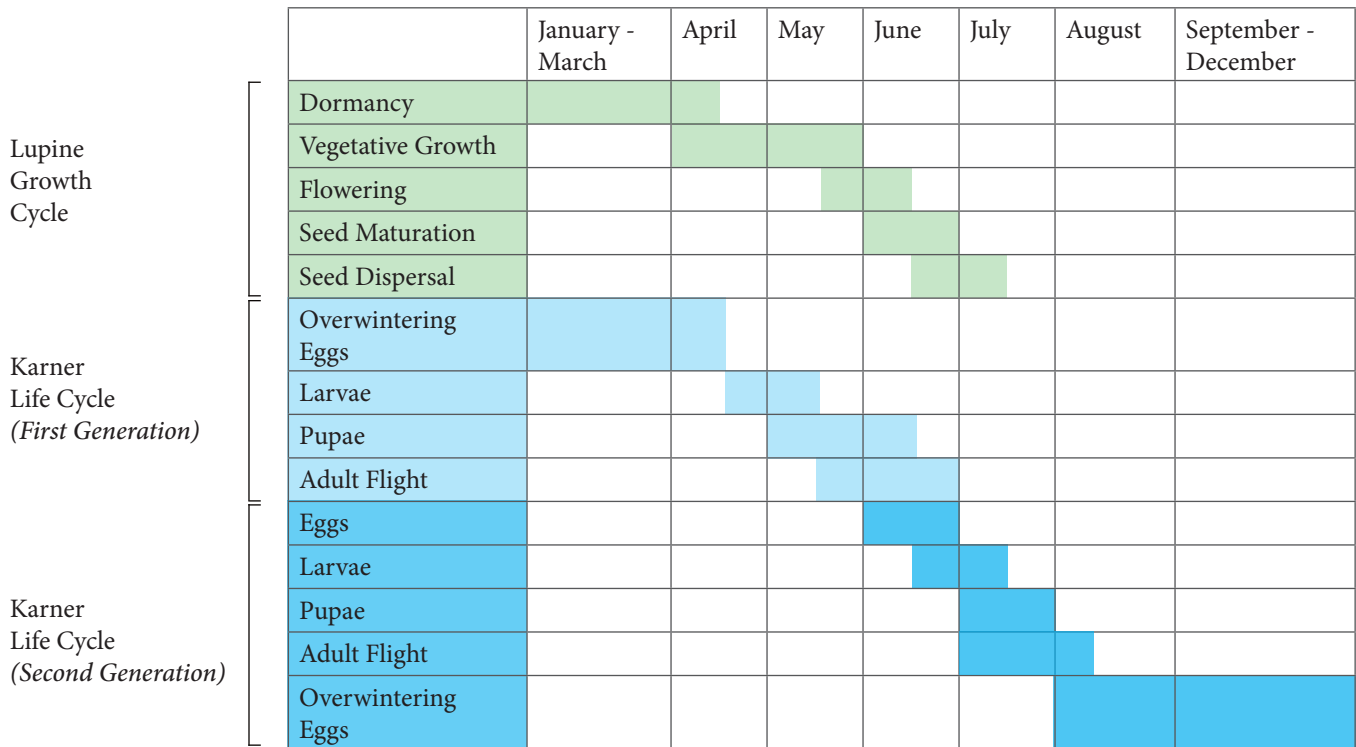 January -
March
April
May
June
July
August
September -
December
Lupine
Growth
Cycle
Dormancy
Vegetative Growth
Flowering
Seed Maturation
Seed Dispersal
Karner
Life Cycle
(First Generation)
Overwintering
Eggs
Larvae
Pupae
Adult Flight
Karner
Life Cycle
(Second Generation)
Eggs
Larvae
Pupae
Adult Flight
Overwintering
Eggs